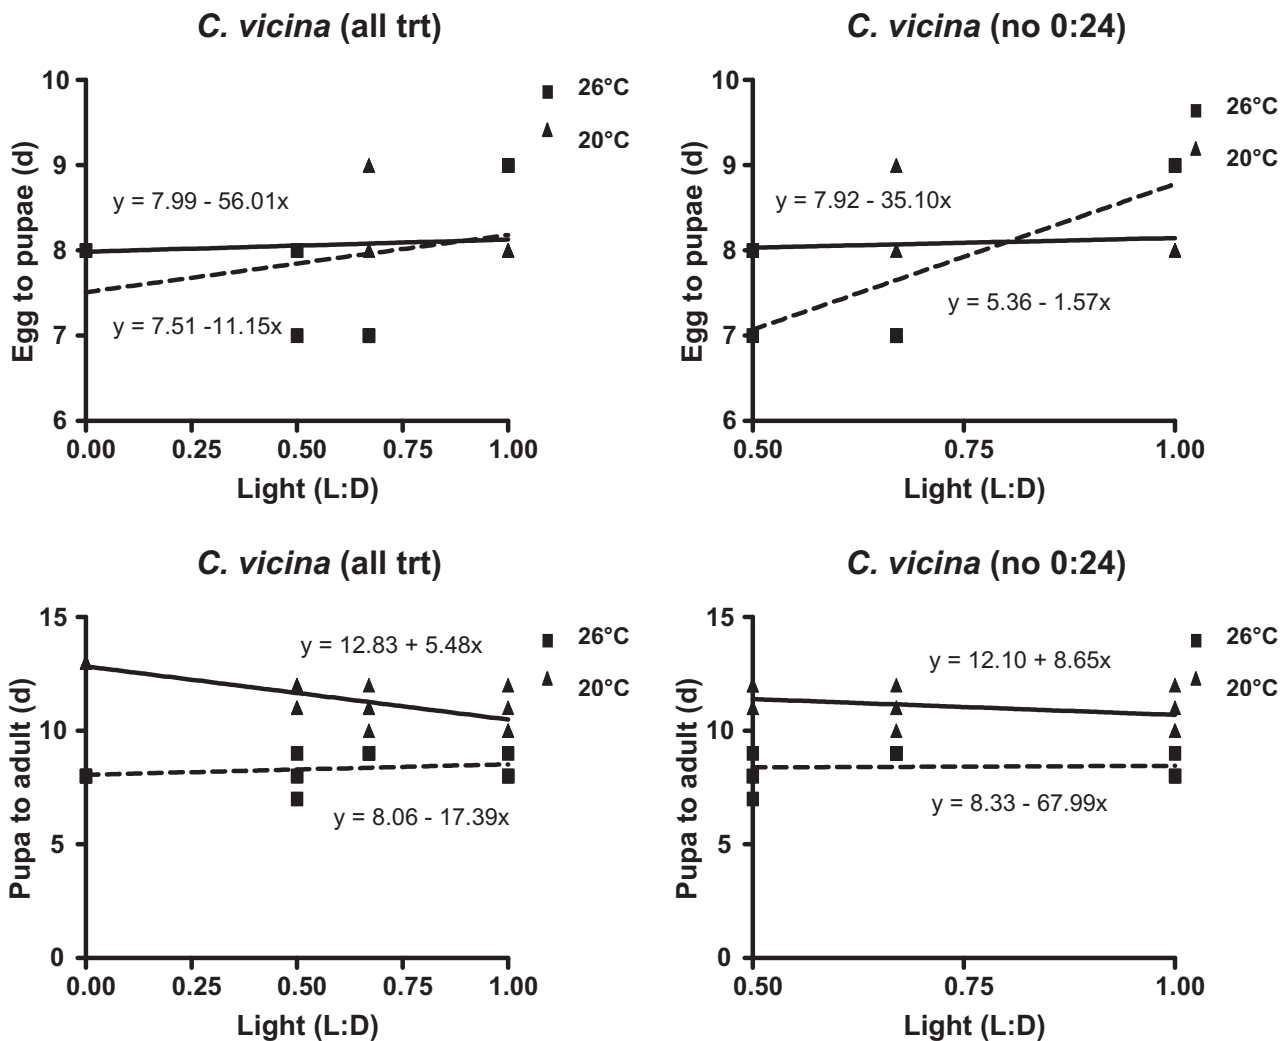 C. vicina (all trt)
Egg to pupae (d)
10
9
8
7
6
y = 7.99 - 56.01x
y = 7.51 -11.15x
26°C
20°C
0.00 0.25 0.50 0.75 1.00
Light (L:D)
C. vicina (no 0:24)
Egg to pupae (d)
10
9
8
7
6
y = 7.92 - 35.10x
y = 5.36 - 1.57x
26°C
20°C
0.50 0.75 1.00
Light (L:D)
C. vicina (all trt)
Pupa to adult (d)
15
10
5
0
y = 12.83 + 5.48x
y = 8.06 - 17.39x
26°C
20°C
0.00 0.25 0.50 0.75 1.00
Light (L:D)
C. vicina (no 0:24)
Pupa to adult (d)
15
10
5
0
y = 12.10 + 8.65x
y = 8.33 - 67.99x
26°C
20°C
0.50 0.75 1.00
Light (L:D)